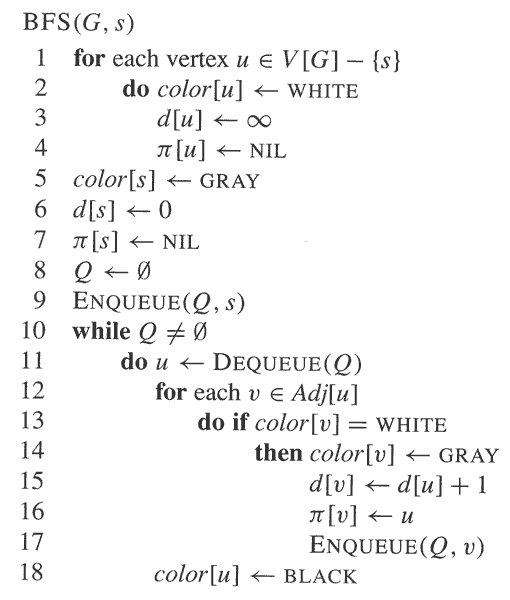 BFS(G, s)
1 for each vertex u ∈ V[G] − {s}
2 do color[u] ← WHITE
3 d[u] ← ∞
4 π[u] ← NIL
5 color[s] ← GRAY
6 d[s] ← 0
7 π[s] ← NIL
8 Q ← Ø
9 ENQUEUE(Q, s)
10 while Q ≠ Ø
11 do u ← DEQUEUE(Q)
12 for each v ∈ Adj[u]
13 do if color[v] = WHITE
14 then color[v] ← GRAY
15 d[v] ← d[u] + 1
16 π[v] ← u
17 ENQUEUE(Q, v)
18 color[u] ← BLACK